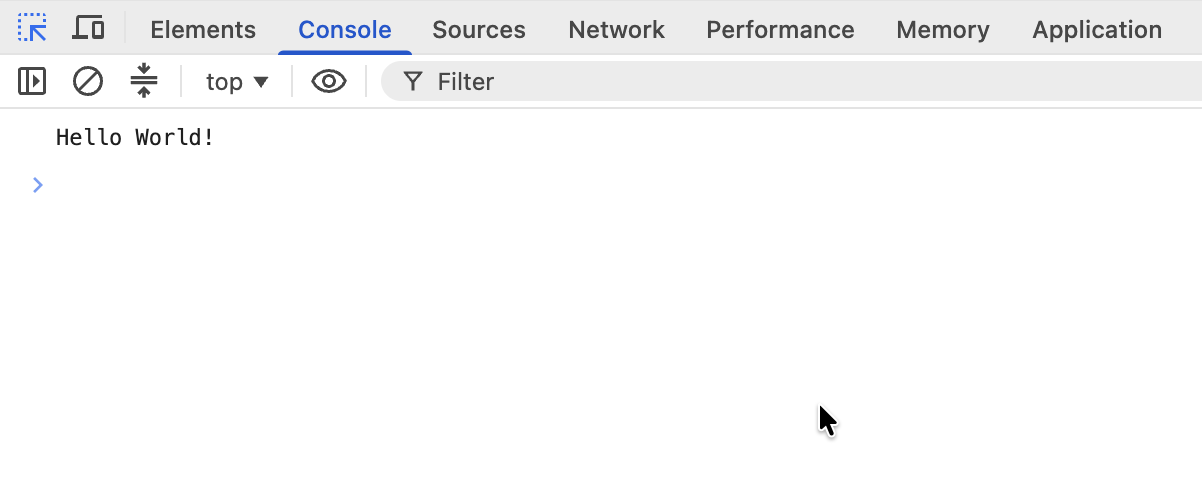 Elements Console Sources Network Performance Memory Application
top Filter
Hello World!